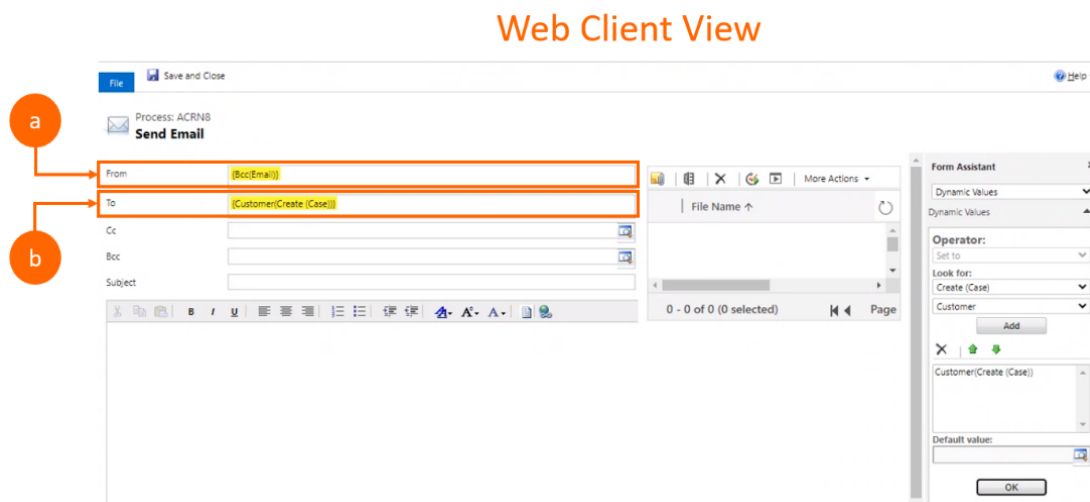 Web Client View
File
Save and Close
Help
a
Process: ACRN8
Send Email
From
{Bcc(Email)}
b
To
{Customer(Create (Case))}
Cc
Bcc
Subject
B I U
A A A
More Actions
File Name
0 - 0 of 0 (0 selected)
Page
Form Assistant
Dynamic Values
Dynamic Values
Operator:
Set to
Look for:
Create (Case)
Customer
Add
Customer(Create (Case))
Default value:
OK